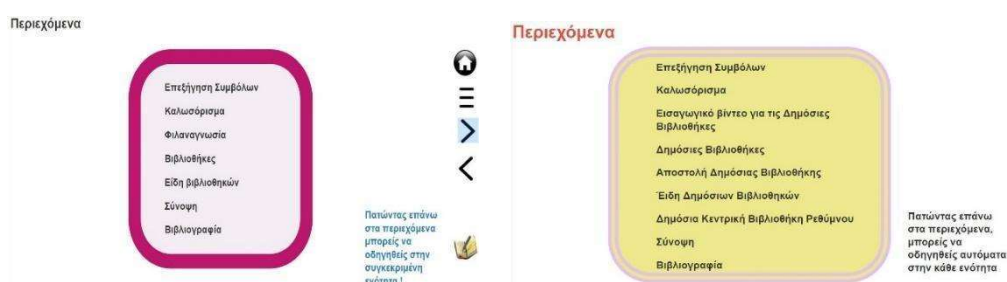 Περιεχόμενα
Επεξήγηση Συμβόλων
Καλωσόρισμα
Φιλαναγνωσία
Βιβλιοθήκες
Είδη βιβλιοθηκών
Σύνοψη
Βιβλιογραφία
Πατώντας επάνω
στα περιεχόμενα
μπορείς να
οδηγηθείς στην
συγκεκριμένη
ενότητα !
Περιεχόμενα
Επεξήγηση Συμβόλων
Καλωσόρισμα
Εισαγωγικό βίντεο για τις Δημόσιες
Βιβλιοθήκες
Δημόσιες Βιβλιοθήκες
Αποστολή Δημόσιας Βιβλιοθήκης
Έιδη Δημόσιων Βιβλιοθηκών
Δημόσια Κεντρική Βιβλιοθήκη Ρεθύμνου
Σύνοψη
Βιβλιογραφία
Πατώντας επάνω
στα περιεχόμενα,
μπορείς να
οδηγηθείς αυτόματα
στην κάθε ενότητα